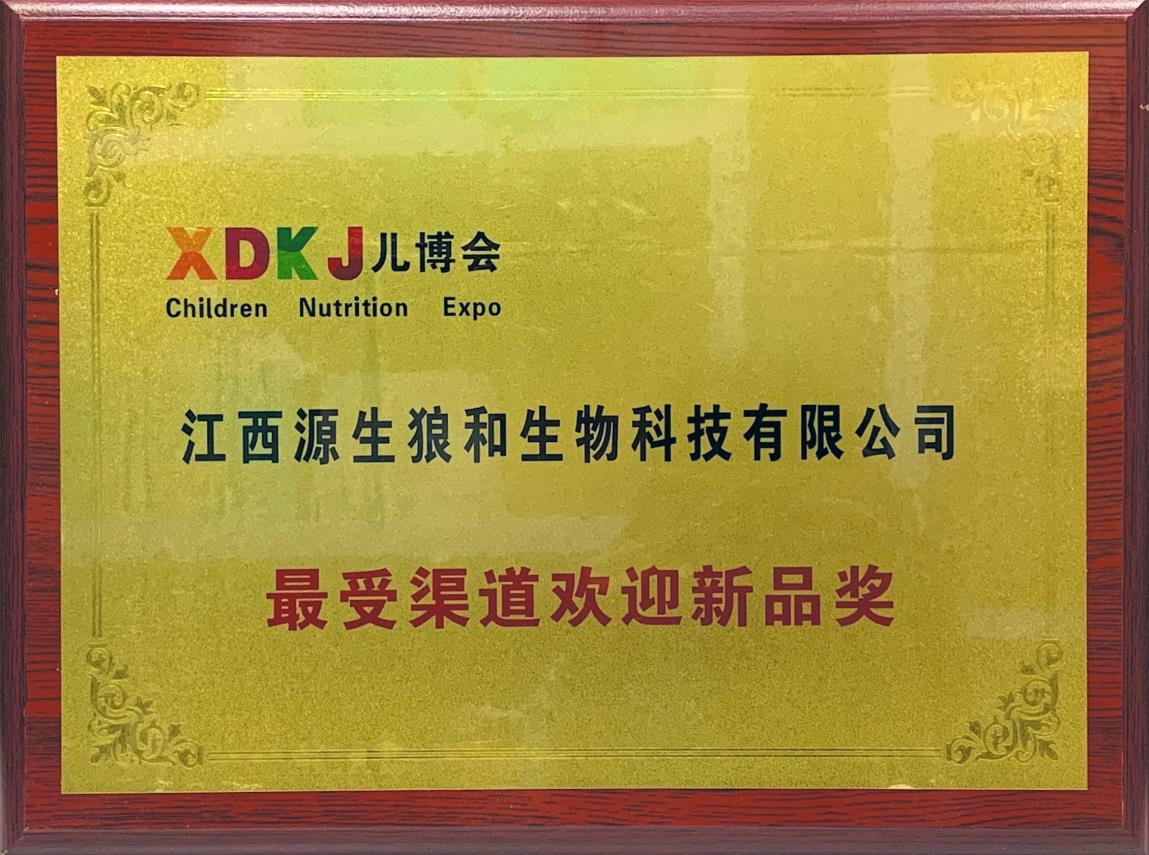 XDKJ儿博会
Children Nutrition Expo
江西源生狼和生物科技有限公司
最受渠道欢迎新品奖